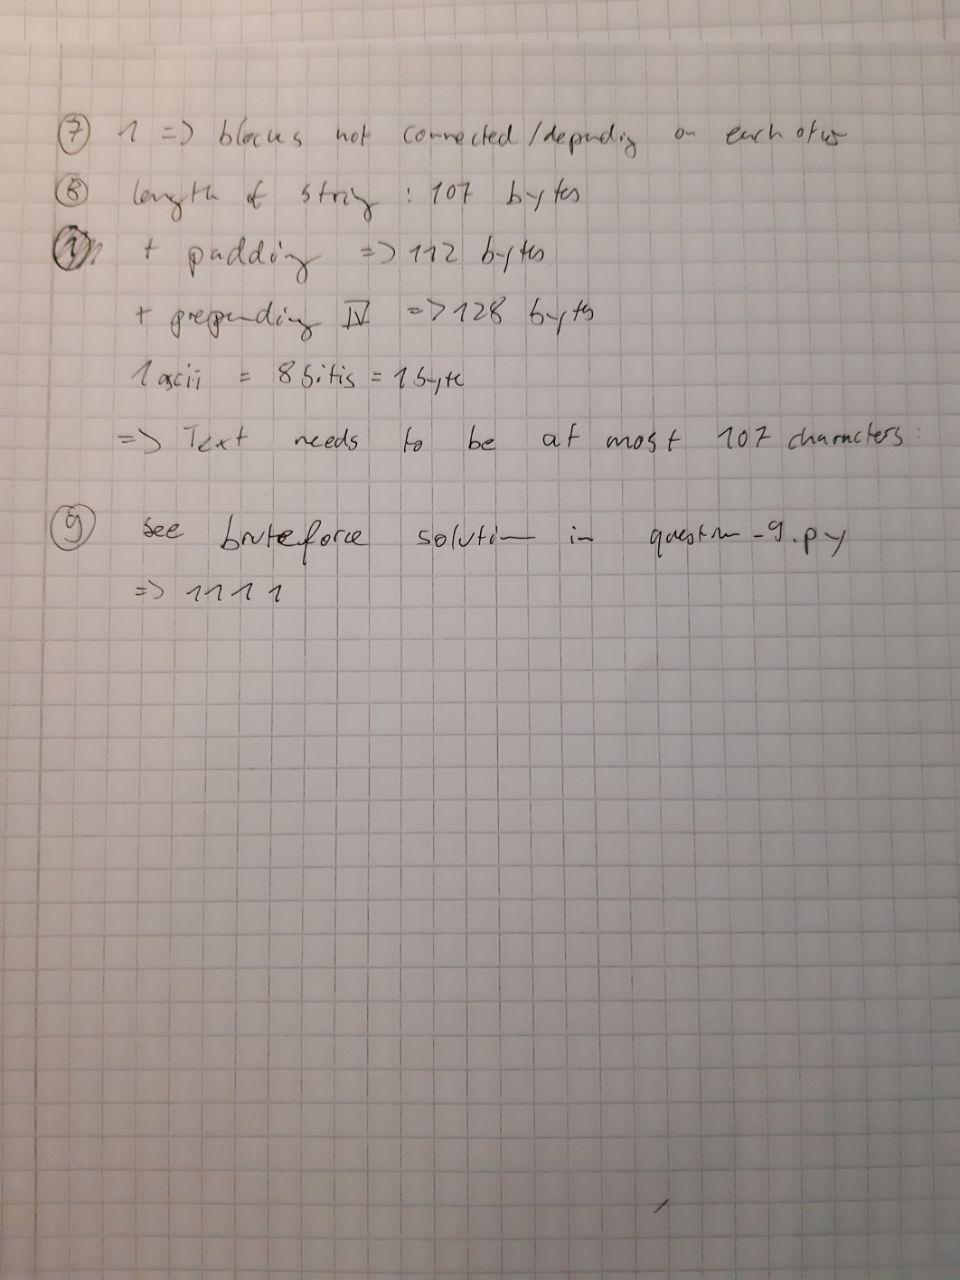 ⑦ 1 => blocks not connected/depending on each other
⑧ length of string : 107 bytes
+ padding => 112 bytes
+ prepending IV => 128 bytes
1 ascii = 8 bitis = 1 byte
=> Text needs to be at most 107 characters:
⑨ see bruteforce solution in question-9.py
=> 1111